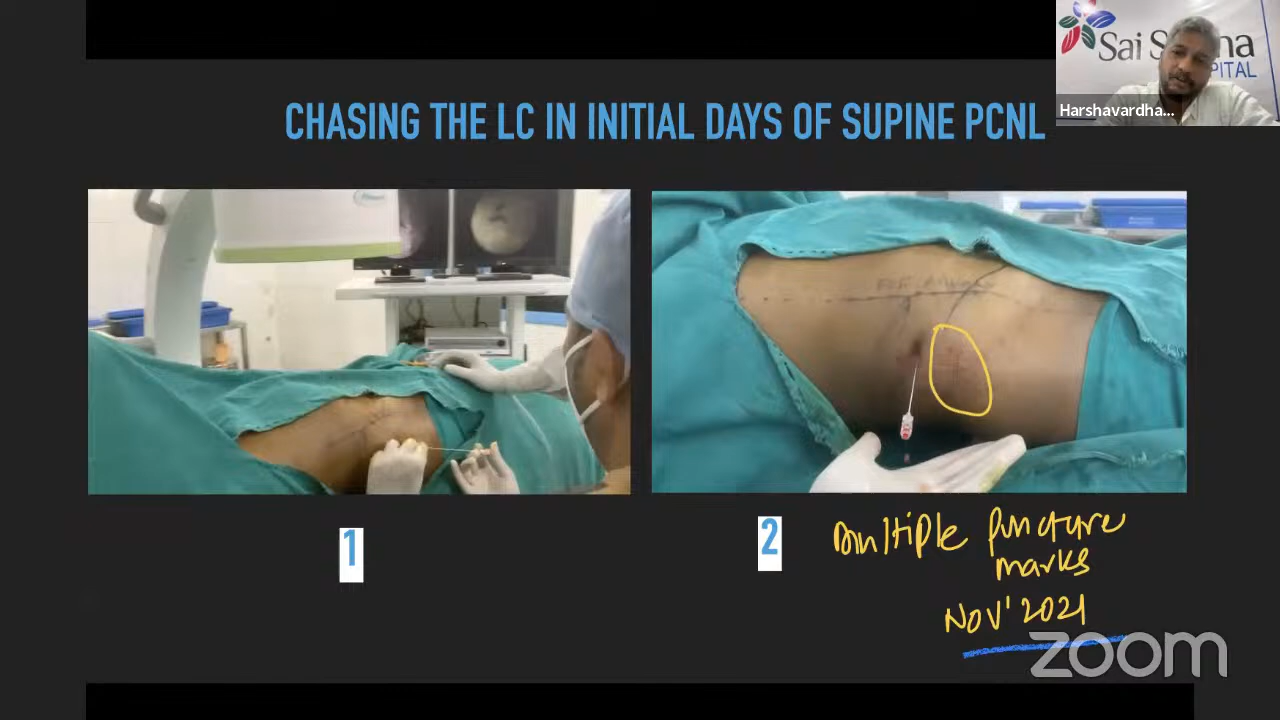 Sai S
na
PITAL
Harshavardha...
CHASING THE LC IN INITIAL DAYS OF SUPINE PCNL
1
2
Multiple puncture
marks
Nov' 2021
zoom